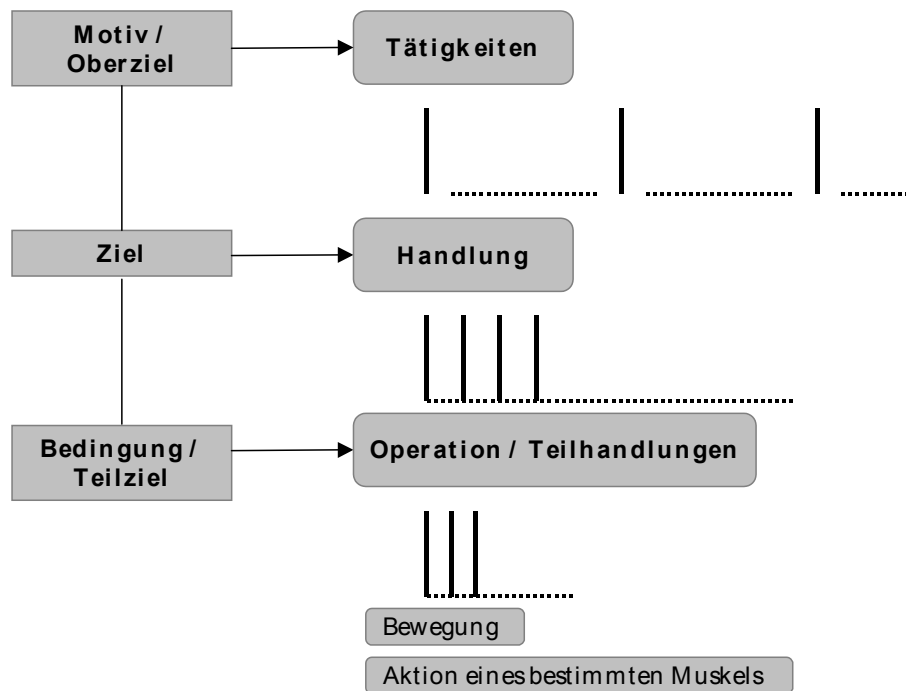 Motiv /
Oberziel
Tätigkeiten
Ziel
Handlung
Bedingung /
Teilziel
Operation / Teilhandlungen
Bewegung
Aktion eines bestimmten Muskels